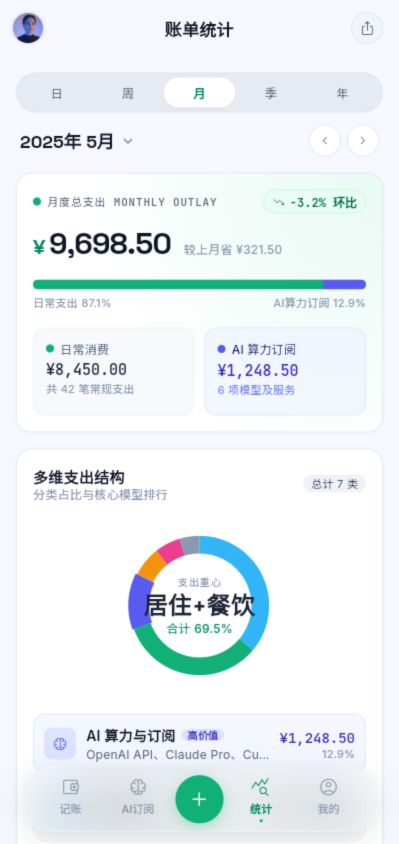 账单统计
日 周 月 季 年
2025年 5月
月度总支出 MONTHLY OUTLAY -3.2% 环比
¥9,698.50 较上月省 ¥321.50
日常支出 87.1% AI算力订阅 12.9%
日常消费
¥8,450.00
共 42 笔常规支出
AI 算力订阅
¥1,248.50
6 项模型及服务
多维支出结构
分类占比与核心模型排行
总计 7 类
支出重心
居住+餐饮
合计 69.5%
AI 算力与订阅 高价值 ¥1,248.50
OpenAI API、Claude Pro、Cu... 12.9%
记账 AI订阅 统计 我的